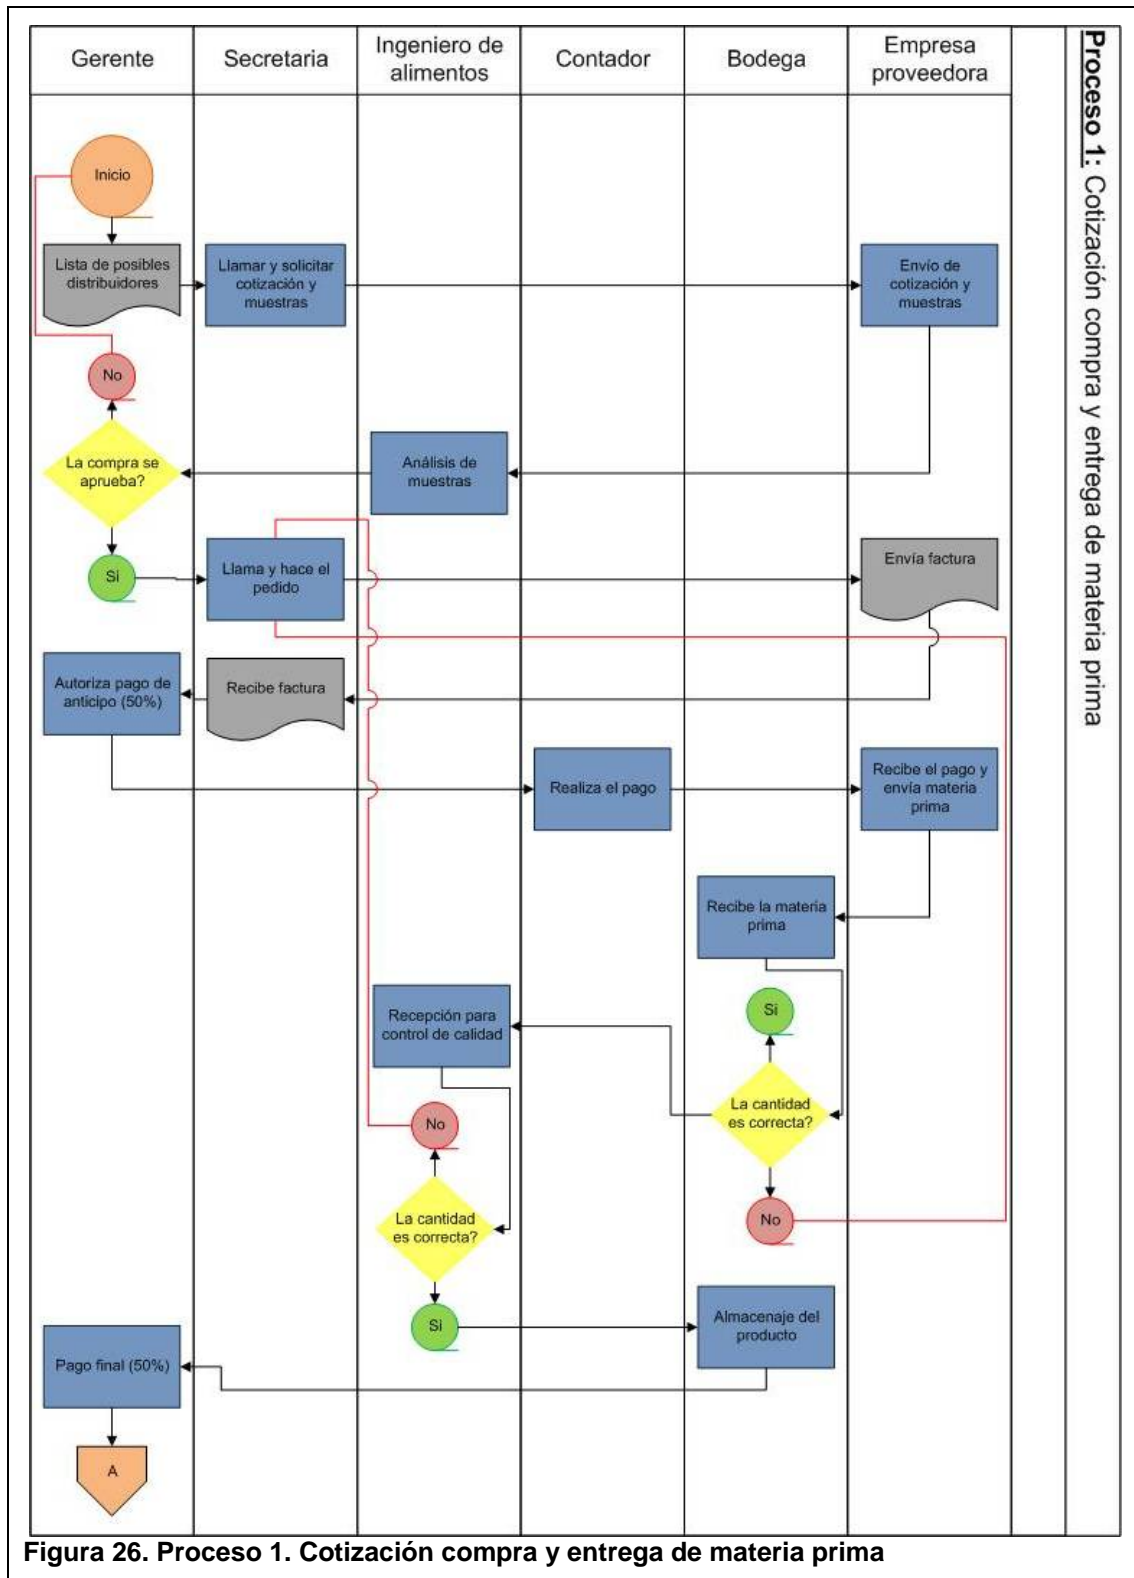 Gerente
Secretaria
Ingeniero de
alimentos
Contador
Bodega
Empresa
proveedora
Proceso 1: Cotización compra y entrega de materia prima
Inicio
Lista de posibles
distribuidores
Llamar y solicitar
cotización y
muestras
Envío de
cotización y
muestras
No
La compra se
aprueba?
Análisis de
muestras
Si
Llama y hace el
pedido
Envía factura
Autoriza pago de
anticipo (50%)
Recibe factura
Realiza el pago
Recibe el pago y
envía materia
prima
Recibe la materia
prima
Si
Recepción para
control de calidad
La cantidad
es correcta?
No
La cantidad
es correcta?
No
Si
Almacenaje del
producto
Pago final (50%)
A
Figura 26. Proceso 1. Cotización compra y entrega de materia prima